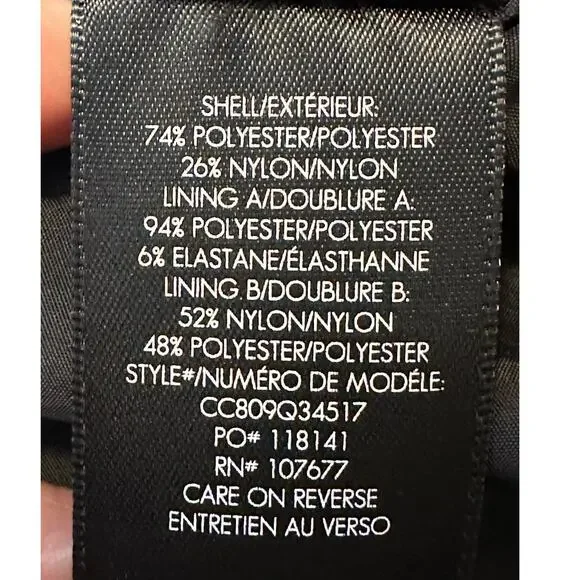 SHELL/EXTÉRIEUR:
74% POLYESTER/POLYESTER
26% NYLON/NYLON
LINING A/DOUBLURE A:
94% POLYESTER/POLYESTER
6% ELASTANE/ÉLASTHANNE
LINING B/DOUBLURE B:
52% NYLON/NYLON
48% POLYESTER/POLYESTER
STYLE#/NUMÉRO DE MODÉLE:
CC809Q34517
PO# 118141
RN# 107677
CARE ON REVERSE
ENTRETIEN AU VERSO